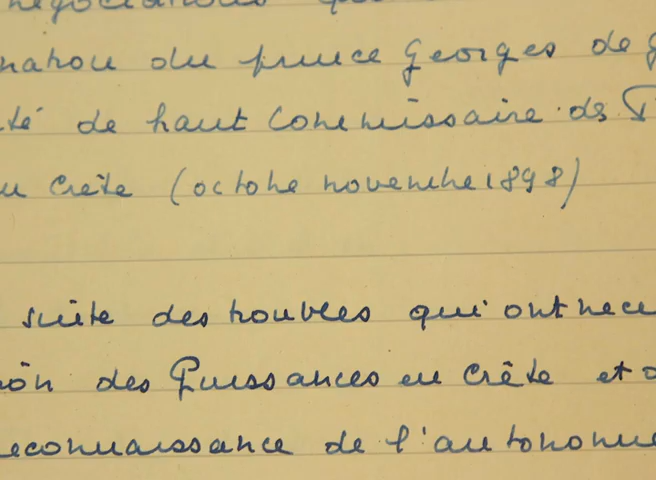 négociations
nation du prince Georges de G
té de haut Commissaire des P
en Crète (octobre novembre 1898)
suite des troubles qui ont néce
ion des Puissances en Crète et
reconnaissance de l'autonomie